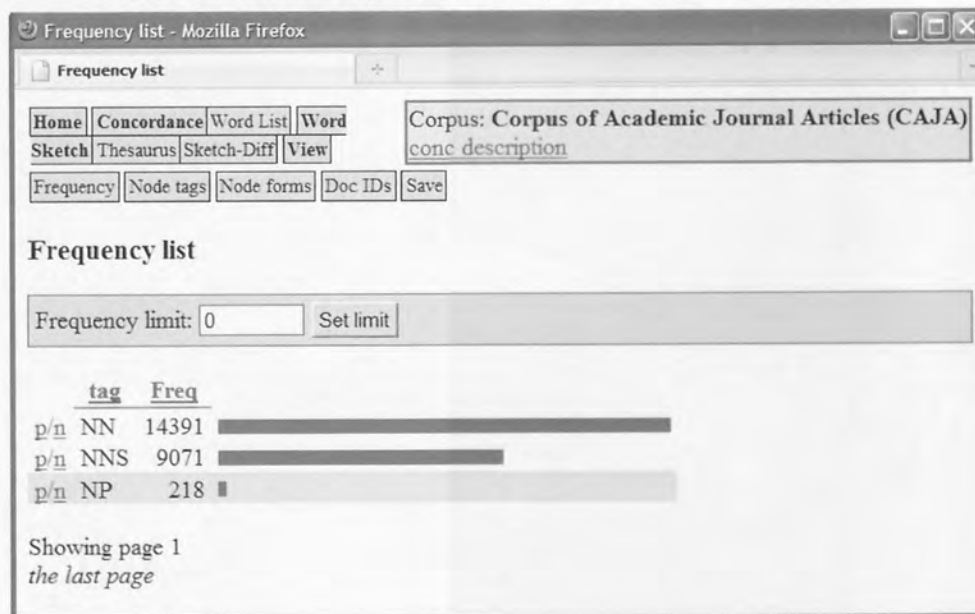 Frequency list - Mozilla Firefox
Frequency list
Home Concordance Word List Word
Sketch Thesaurus Sketch-Diff View
Corpus: Corpus of Academic Journal Articles (CAJA)
conc description
Frequency Node tags Node forms Doc IDs Save
Frequency list
Frequency limit: 0 Set limit
tag Freq
p/n NN 14391
p/n NNS 9071
p/n NP 218
Showing page 1
the last page